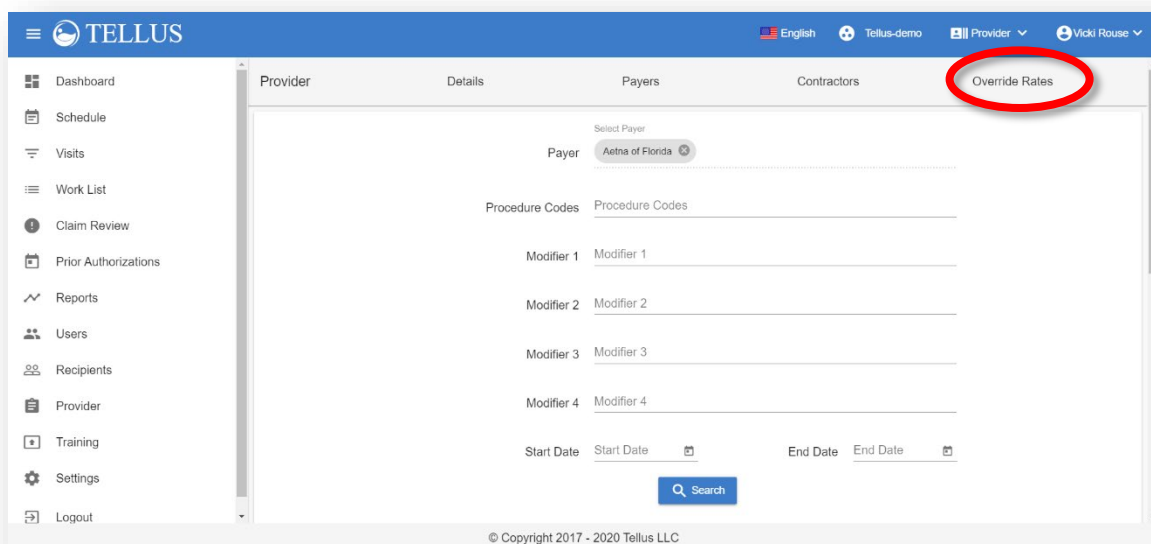 TELLUS English Tellus-demo Provider Vicki Rouse
Dashboard
Schedule
Visits
Work List
Claim Review
Prior Authorizations
Reports
Users
Recipients
Provider
Training
Settings
Logout
Provider Details Payers Contractors Override Rates
Select Payer
Payer Aetna of Florida
Procedure Codes Procedure Codes
Modifier 1 Modifier 1
Modifier 2 Modifier 2
Modifier 3 Modifier 3
Modifier 4 Modifier 4
Start Date Start Date End Date End Date
Search
© Copyright 2017 - 2020 Tellus LLC